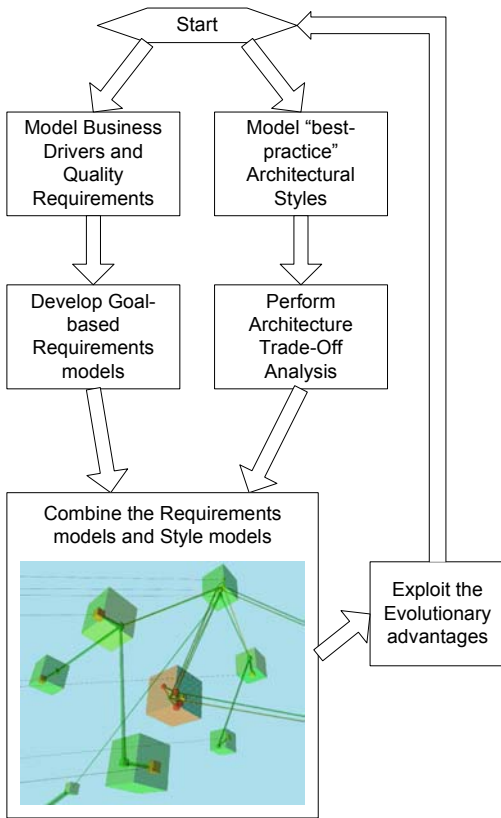 Start
Model Business
Drivers and
Quality
Requirements
Model “best-
practice”
Architectural
Styles
Develop Goal-
based
Requirements
models
Perform
Architecture
Trade-Off
Analysis
Combine the Requirements
models and Style models
Exploit the
Evolutionary
advantages